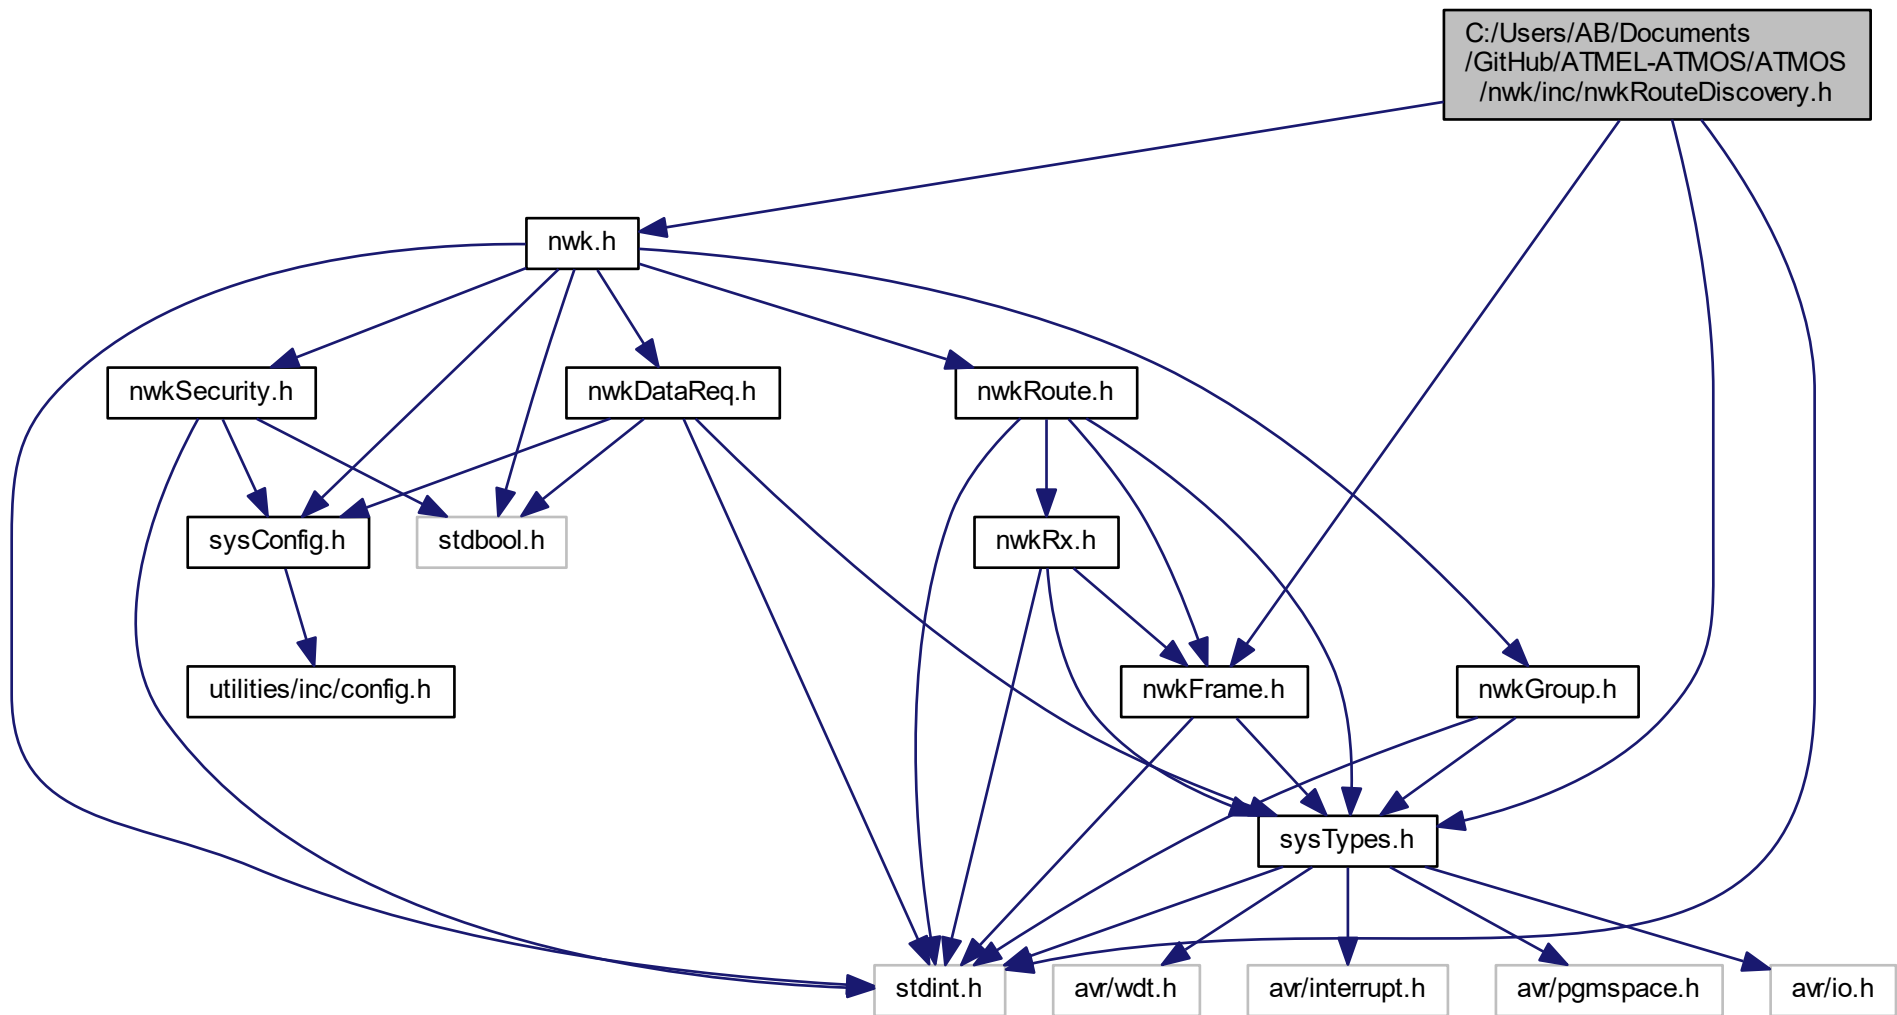 C:/Users/AB/Documents
/GitHub/ATMEL-ATMOS/ATMOS
/nwk/inc/nwkRouteDiscovery.h
nwk.h
nwkSecurity.h
nwkDataReq.h
nwkRoute.h
sysConfig.h
stdbool.h
nwkRx.h
utilities/inc/config.h
nwkFrame.h
nwkGroup.h
sysTypes.h
stdint.h
avr/wdt.h
avr/interrupt.h
avr/pgmspace.h
avr/io.h